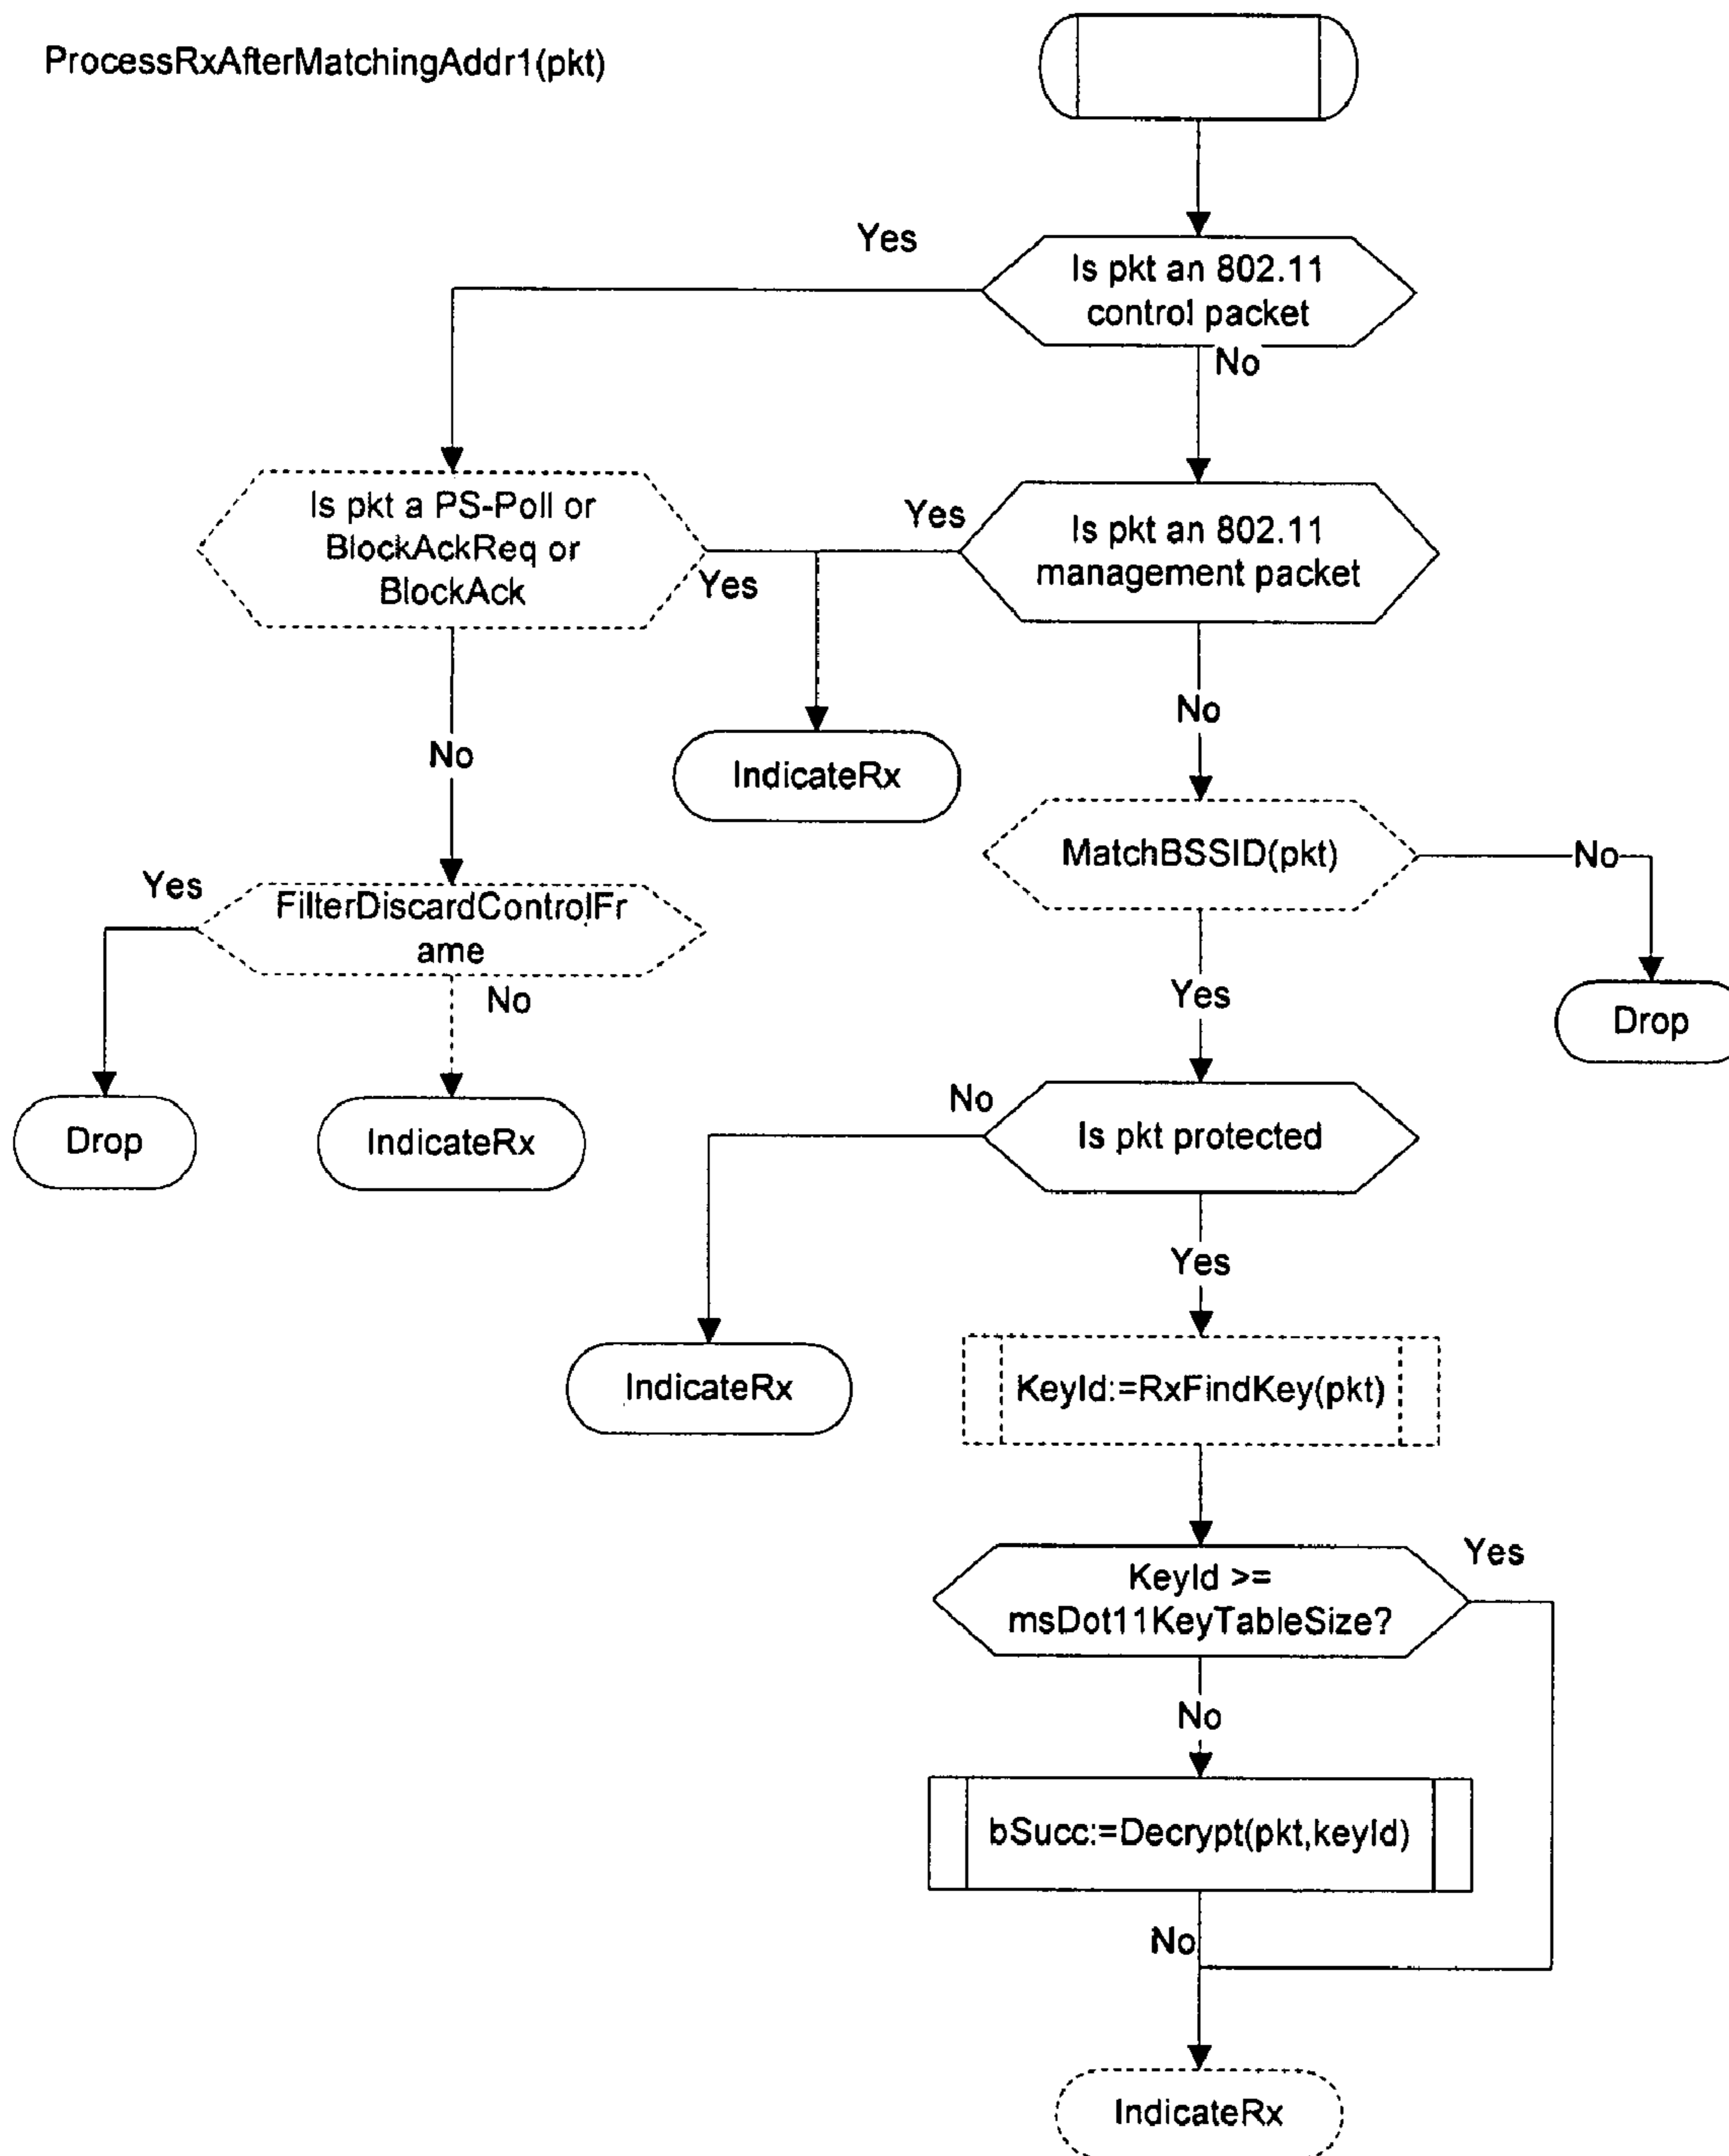 ProcessRxAfterMatchingAddr1(pkt)
Yes
Is pkt an 802.11
control packet
No
Is pkt a PS-Poll or
BlockAckReq or
BlockAck
Yes
Yes
Is pkt an 802.11
management packet
No
No
IndicateRx
MatchBSSID(pkt)
No
Yes
FilterDiscardControlFr
ame
No
Yes
Drop
Drop
IndicateRx
No
Is pkt protected
Yes
IndicateRx
KeyId:=RxFindKey(pkt)
Yes
KeyId >=
msDot11KeyTableSize?
No
bSucc:=Decrypt(pkt,keyId)
No
IndicateRx